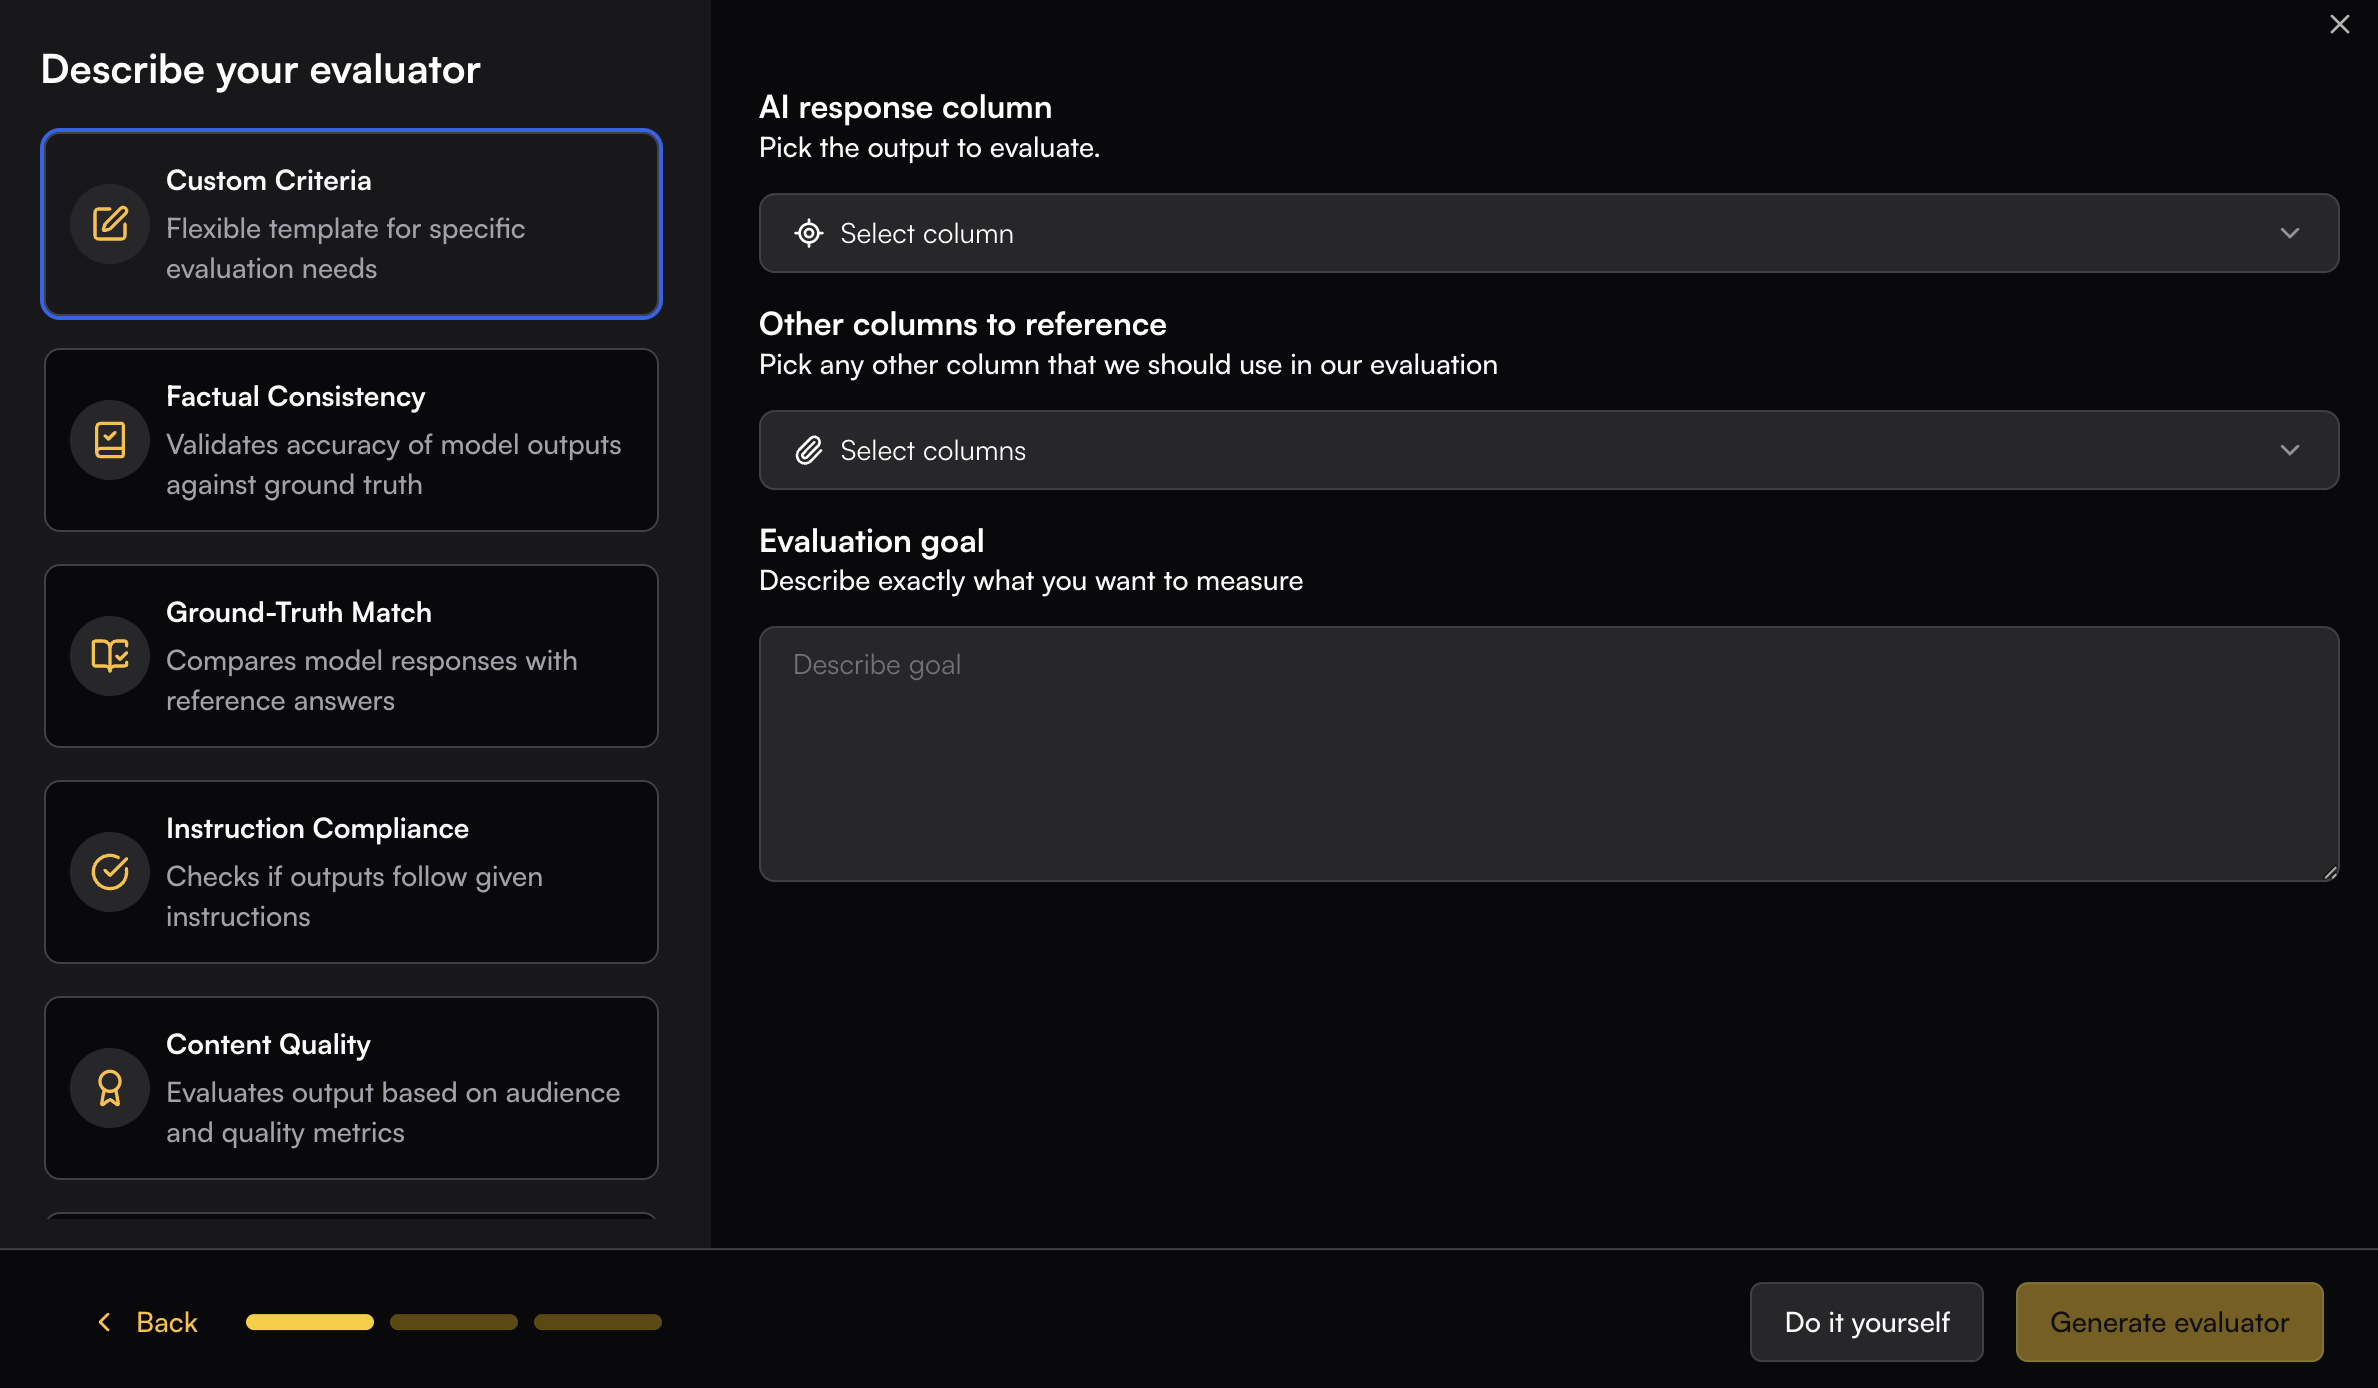 Describe your evaluator
Custom Criteria
Flexible template for specific
evaluation needs
Factual Consistency
Validates accuracy of model outputs
against ground truth
Ground-Truth Match
Compares model responses with
reference answers
Instruction Compliance
Checks if outputs follow given
instructions
Content Quality
Evaluates output based on audience
and quality metrics
AI response column
Pick the output to evaluate.
Select column
Other columns to reference
Pick any other column that we should use in our evaluation
Select columns
Evaluation goal
Describe exactly what you want to measure
Describe goal
Back
Do it yourself
Generate evaluator